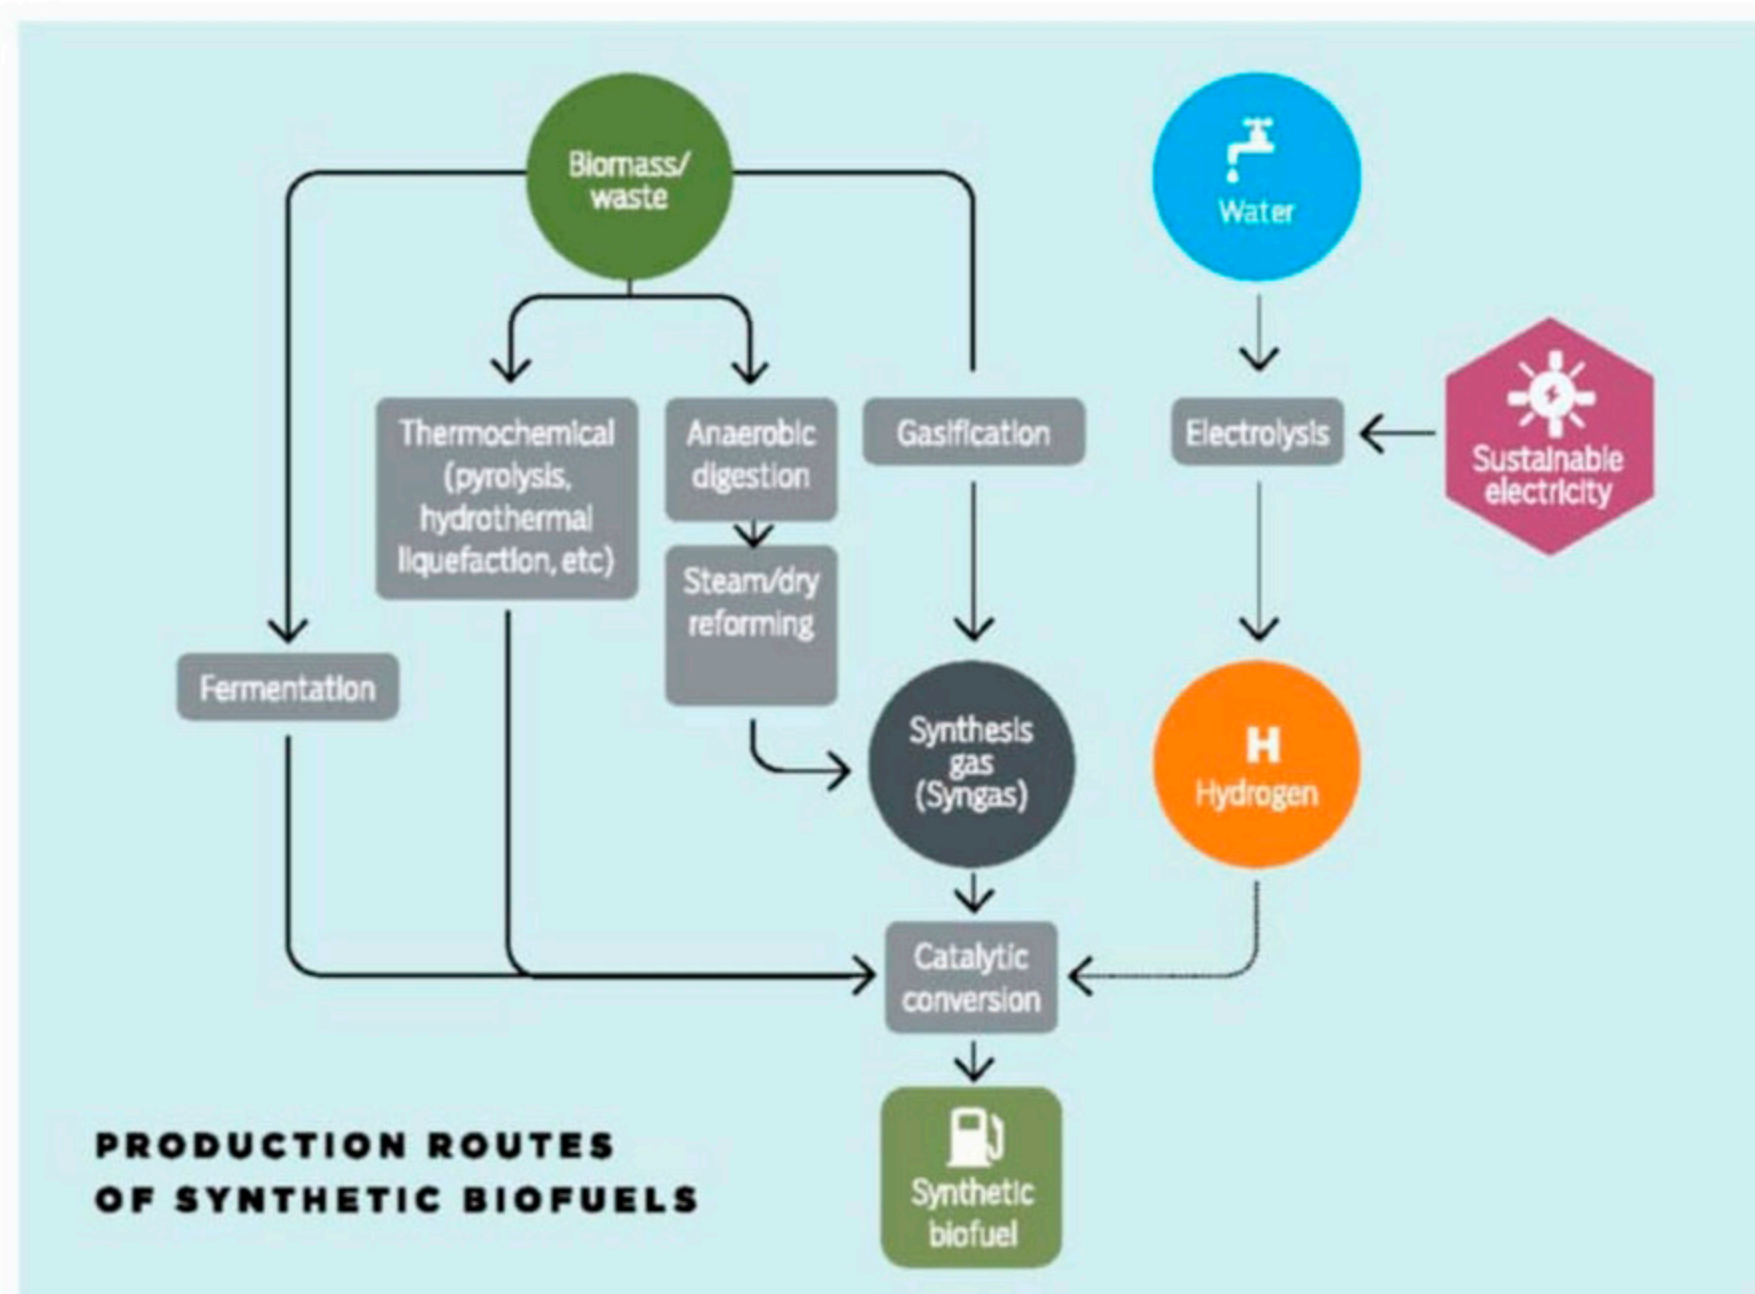 Biomass/
waste
Water
Thermochemical
(pyrolysis,
hydrothermal
liquefaction, etc)
Anaerobic
digestion
Gasification
Electrolysis
Sustainable
electricity
Steam/dry
reforming
Fermentation
Synthesis
gas
(Syngas)
H
Hydrogen
Catalytic
conversion
PRODUCTION ROUTES
OF SYNTHETIC BIOFUELS
Synthetic
biofuel